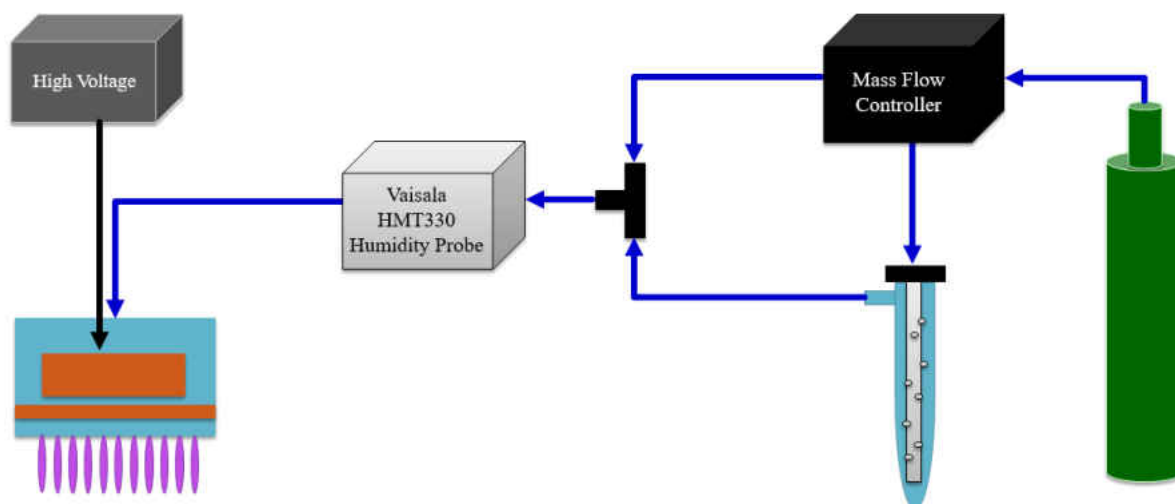 High Voltage
Vaisala
HMT330
Humidity Probe
Mass Flow
Controller